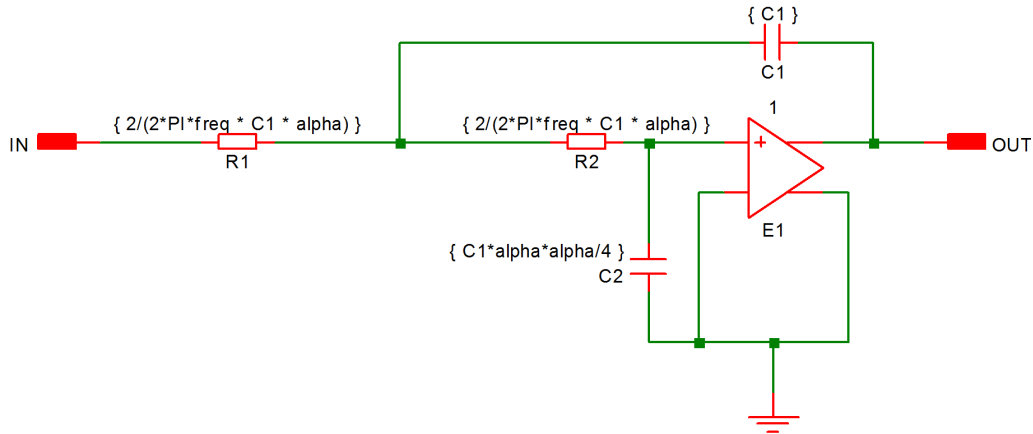 { C1 }
C1
{ 2/(2*PI*freq * C1 * alpha) }
{ 2/(2*PI*freq * C1 * alpha) }
1
IN
R1
R2
+
OUT
E1
{ C1*alpha*alpha/4 }
C2